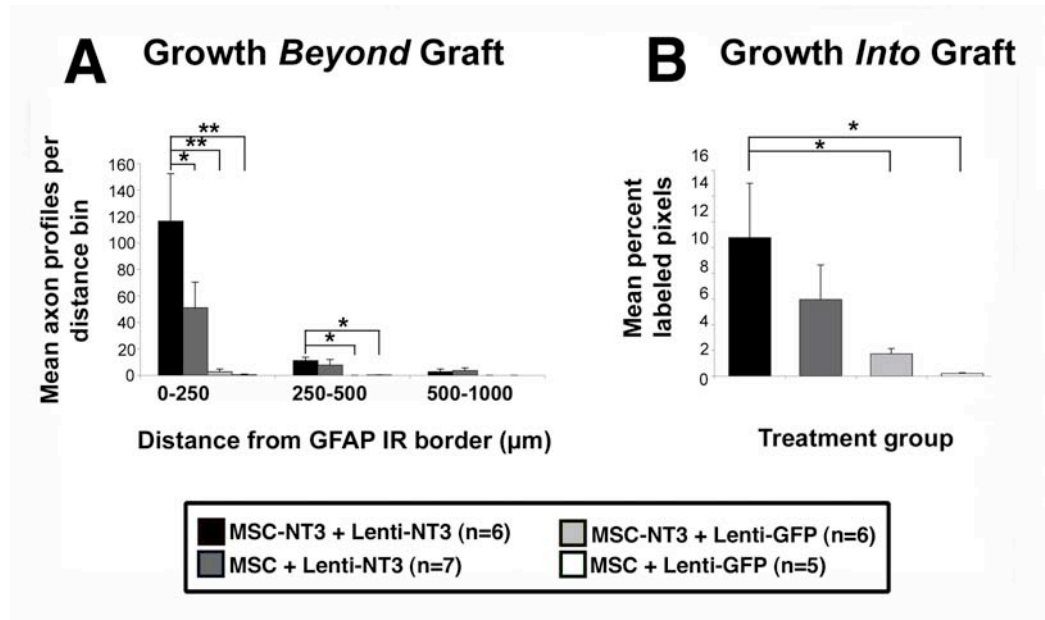 A Growth Beyond Graft
**
**
*
160
140
120
100
80
60
40
20
0
*
*
Mean axon profiles per
distance bin
0-250 250-500 500-1000
Distance from GFAP IR border (µm)
B Growth Into Graft
*
*
16
14
12
10
8
6
4
2
0
Mean percent
labeled pixels
Treatment group
MSC-NT3 + Lenti-NT3 (n=6)
MSC + Lenti-NT3 (n=7)
MSC-NT3 + Lenti-GFP (n=6)
MSC + Lenti-GFP (n=5)